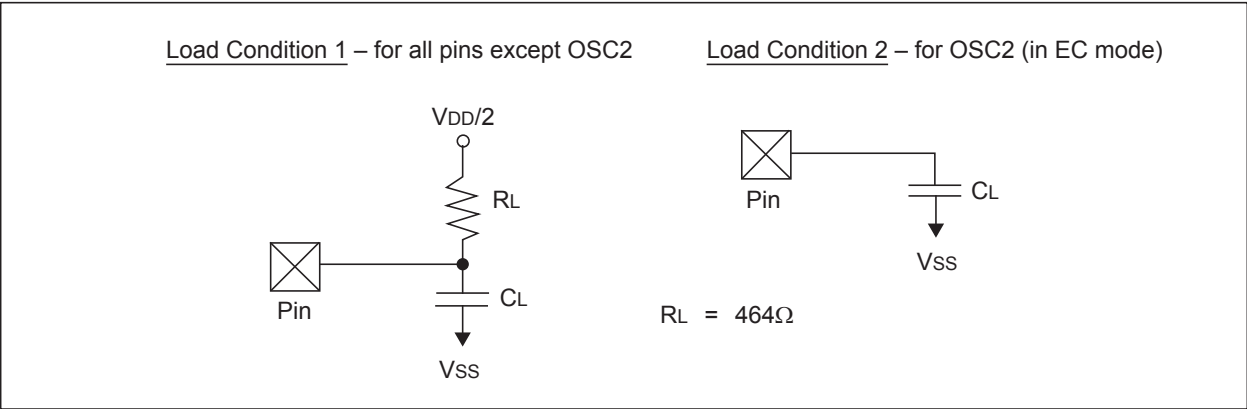 Load Condition 1 – for all pins except OSC2
Load Condition 2 – for OSC2 (in EC mode)
VDD/2
RL
Pin
CL
VSS
Pin
CL
VSS
RL = 464Ω